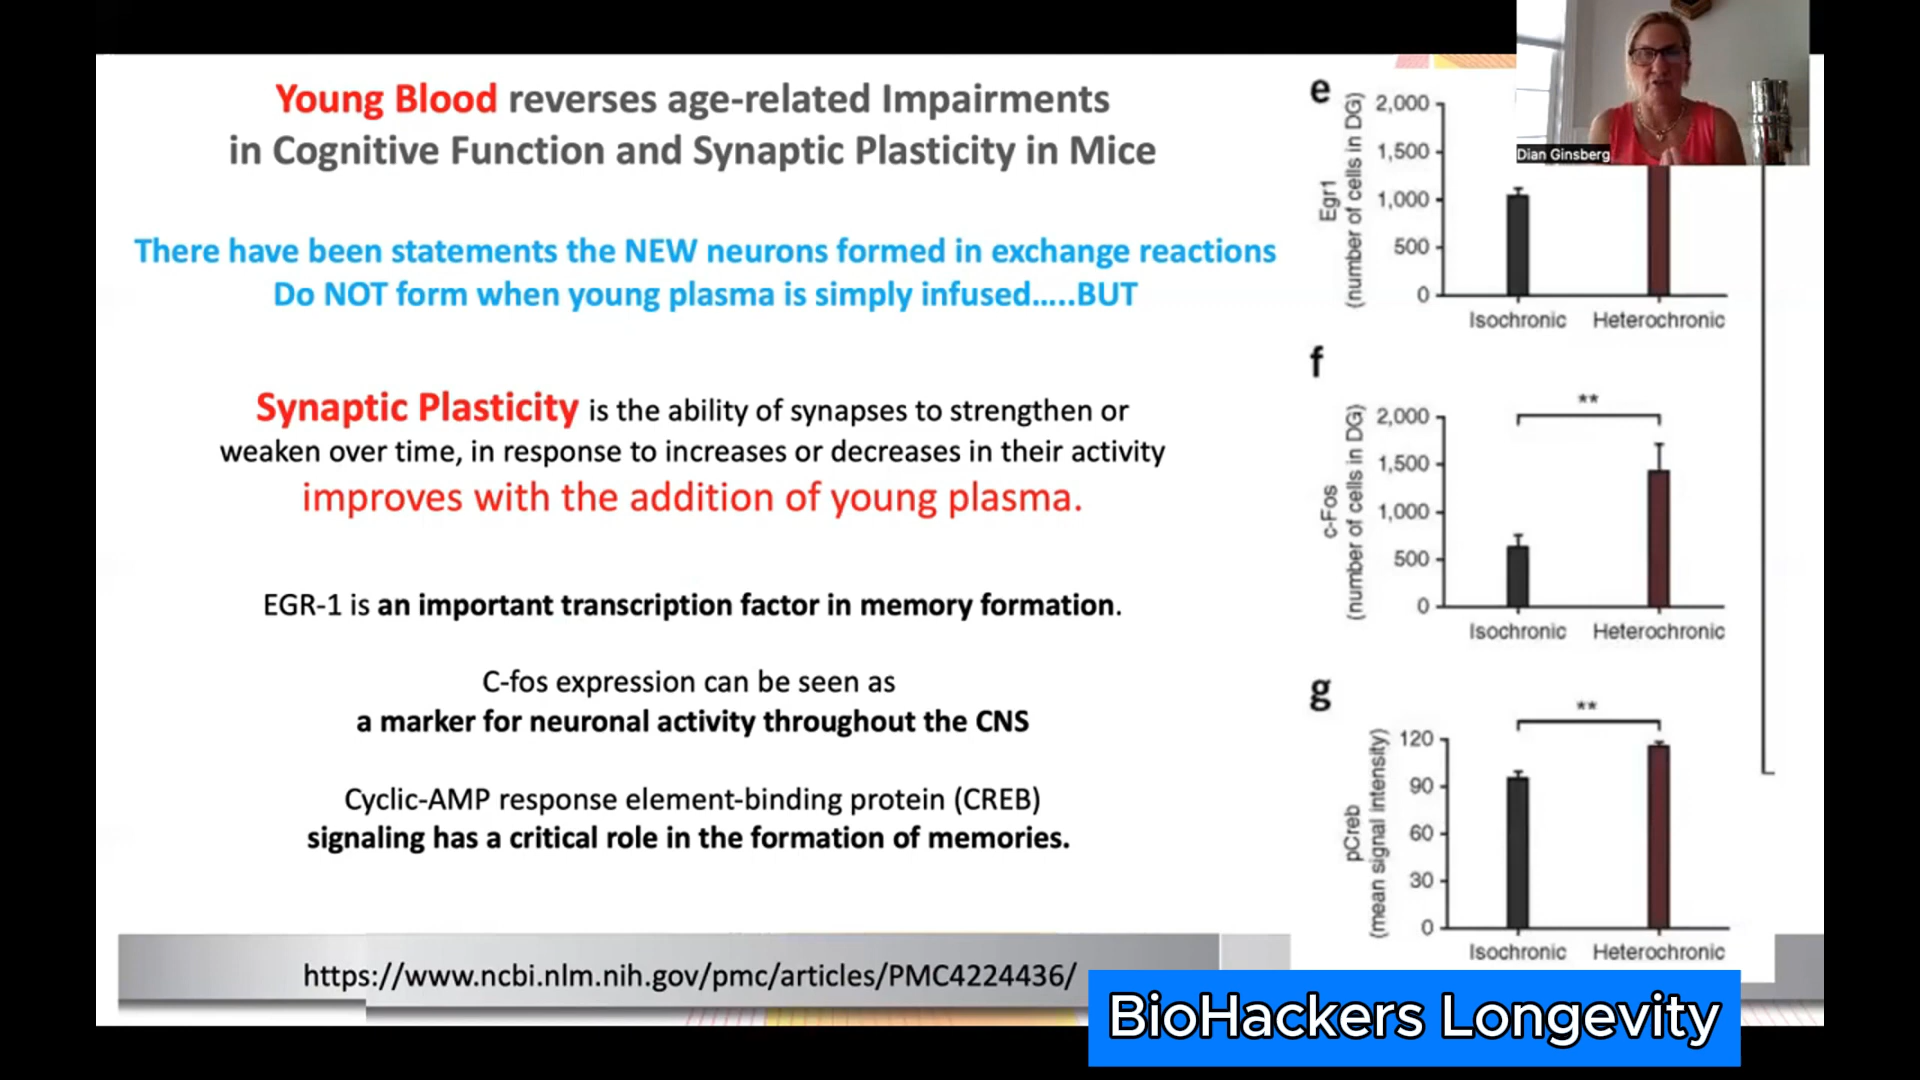 Young Blood reverses age-related Impairments
in Cognitive Function and Synaptic Plasticity in Mice
There have been statements the NEW neurons formed in exchange reactions
Do NOT form when young plasma is simply infused.....BUT
Synaptic Plasticity is the ability of synapses to strengthen or
weaken over time, in response to increases or decreases in their activity
improves with the addition of young plasma.
EGR-1 is an important transcription factor in memory formation.
C-fos expression can be seen as
a marker for neuronal activity throughout the CNS
Cyclic-AMP response element-binding protein (CREB)
signaling has a critical role in the formation of memories.
https://www.ncbi.nlm.nih.gov/pmc/articles/PMC4224436/
e
Egr1
(number of cells in DG)
2,000
1,500
1,000
500
0
Isochronic Heterochronic
f
c-Fos
(number of cells in DG)
**
2,000
1,500
1,000
500
0
Isochronic Heterochronic
g
pCreb
(mean signal intensity)
**
120
90
60
30
0
Isochronic Heterochronic
Dian Ginsberg
BioHackers Longevity